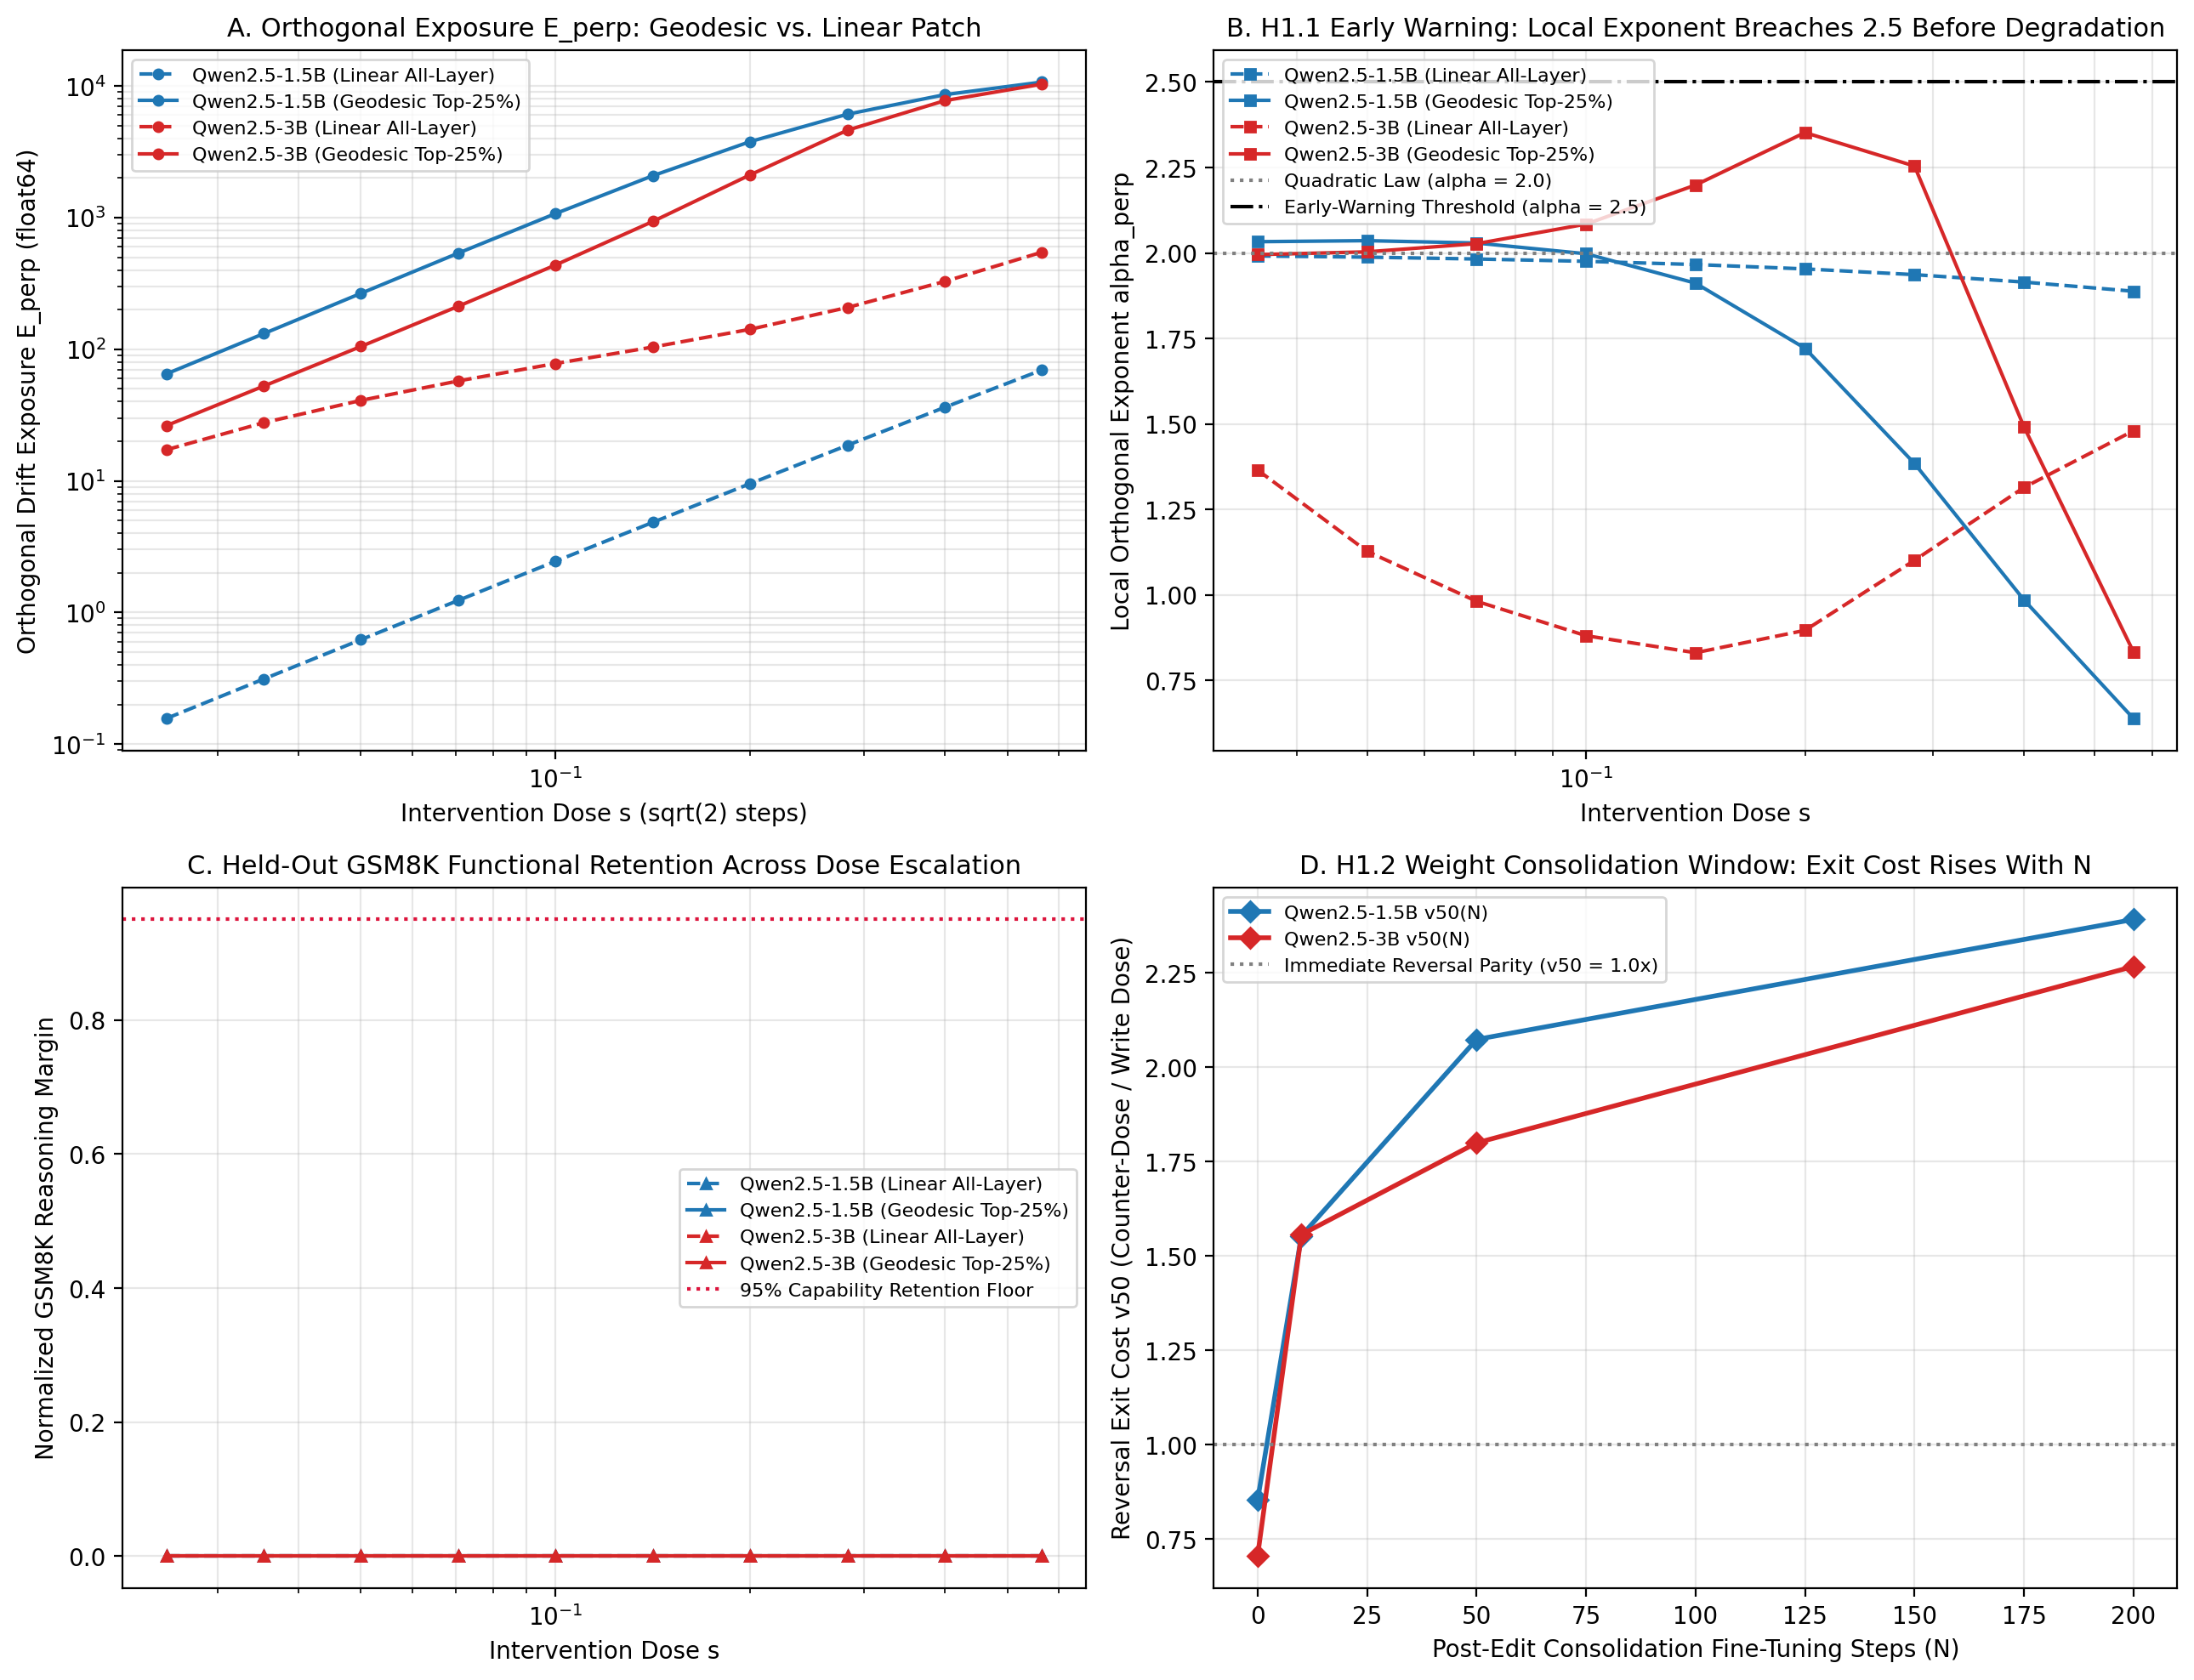 A. Orthogonal Exposure E_perp: Geodesic vs. Linear Patch
Qwen2.5-1.5B (Linear All-Layer)
Qwen2.5-1.5B (Geodesic Top-25%)
Qwen2.5-3B (Linear All-Layer)
Qwen2.5-3B (Geodesic Top-25%)
Orthogonal Drift Exposure E_perp (float64)
10⁴
10³
10²
10¹
10⁰
10⁻¹
10⁻¹
Intervention Dose s (sqrt(2) steps)
B. H1.1 Early Warning: Local Exponent Breaches 2.5 Before Degradation
Qwen2.5-1.5B (Linear All-Layer)
Qwen2.5-1.5B (Geodesic Top-25%)
Qwen2.5-3B (Linear All-Layer)
Qwen2.5-3B (Geodesic Top-25%)
Quadratic Law (alpha = 2.0)
Early-Warning Threshold (alpha = 2.5)
Local Orthogonal Exponent alpha_perp
2.50
2.25
2.00
1.75
1.50
1.25
1.00
0.75
10⁻¹
Intervention Dose s
C. Held-Out GSM8K Functional Retention Across Dose Escalation
Normalized GSM8K Reasoning Margin
0.8
0.6
0.4
0.2
0.0
Qwen2.5-1.5B (Linear All-Layer)
Qwen2.5-1.5B (Geodesic Top-25%)
Qwen2.5-3B (Linear All-Layer)
Qwen2.5-3B (Geodesic Top-25%)
95% Capability Retention Floor
10⁻¹
Intervention Dose s
D. H1.2 Weight Consolidation Window: Exit Cost Rises With N
Qwen2.5-1.5B v50(N)
Qwen2.5-3B v50(N)
Immediate Reversal Parity (v50 = 1.0x)
Reversal Exit Cost v50 (Counter-Dose / Write Dose)
2.25
2.00
1.75
1.50
1.25
1.00
0.75
0 25 50 75 100 125 150 175 200
Post-Edit Consolidation Fine-Tuning Steps (N)